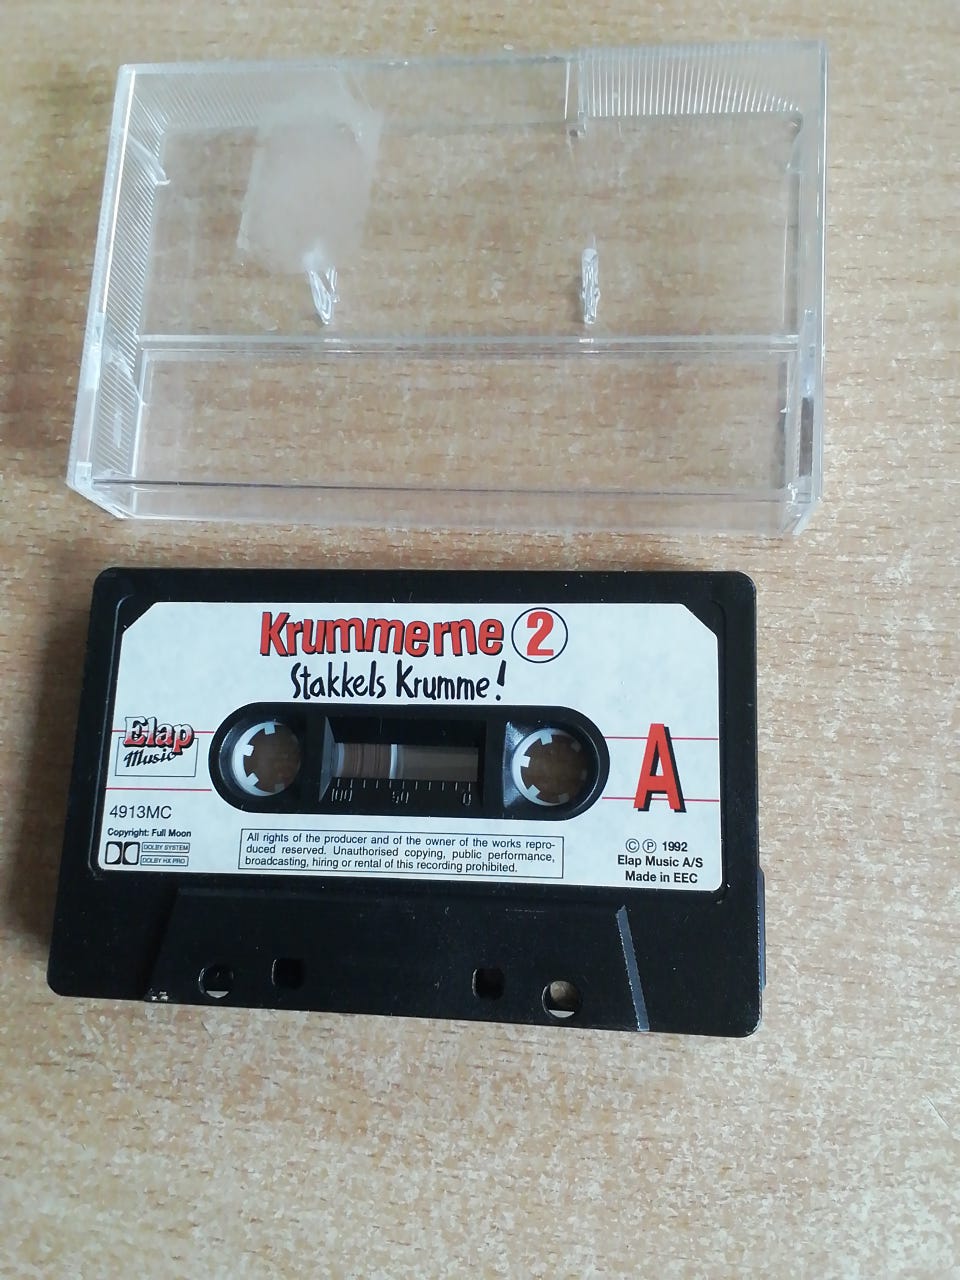 Krummerne 2
Stakkels Krumme!
Elap
Music
A
4913MC
Copyright: Full Moon
DOLBY SYSTEM
DOLBY HX PRO
100 50 0
All rights of the producer and of the owner of the works repro-
duced reserved. Unauthorised copying, public performance,
broadcasting, hiring or rental of this recording prohibited.
© ℗ 1992
Elap Music A/S
Made in EEC